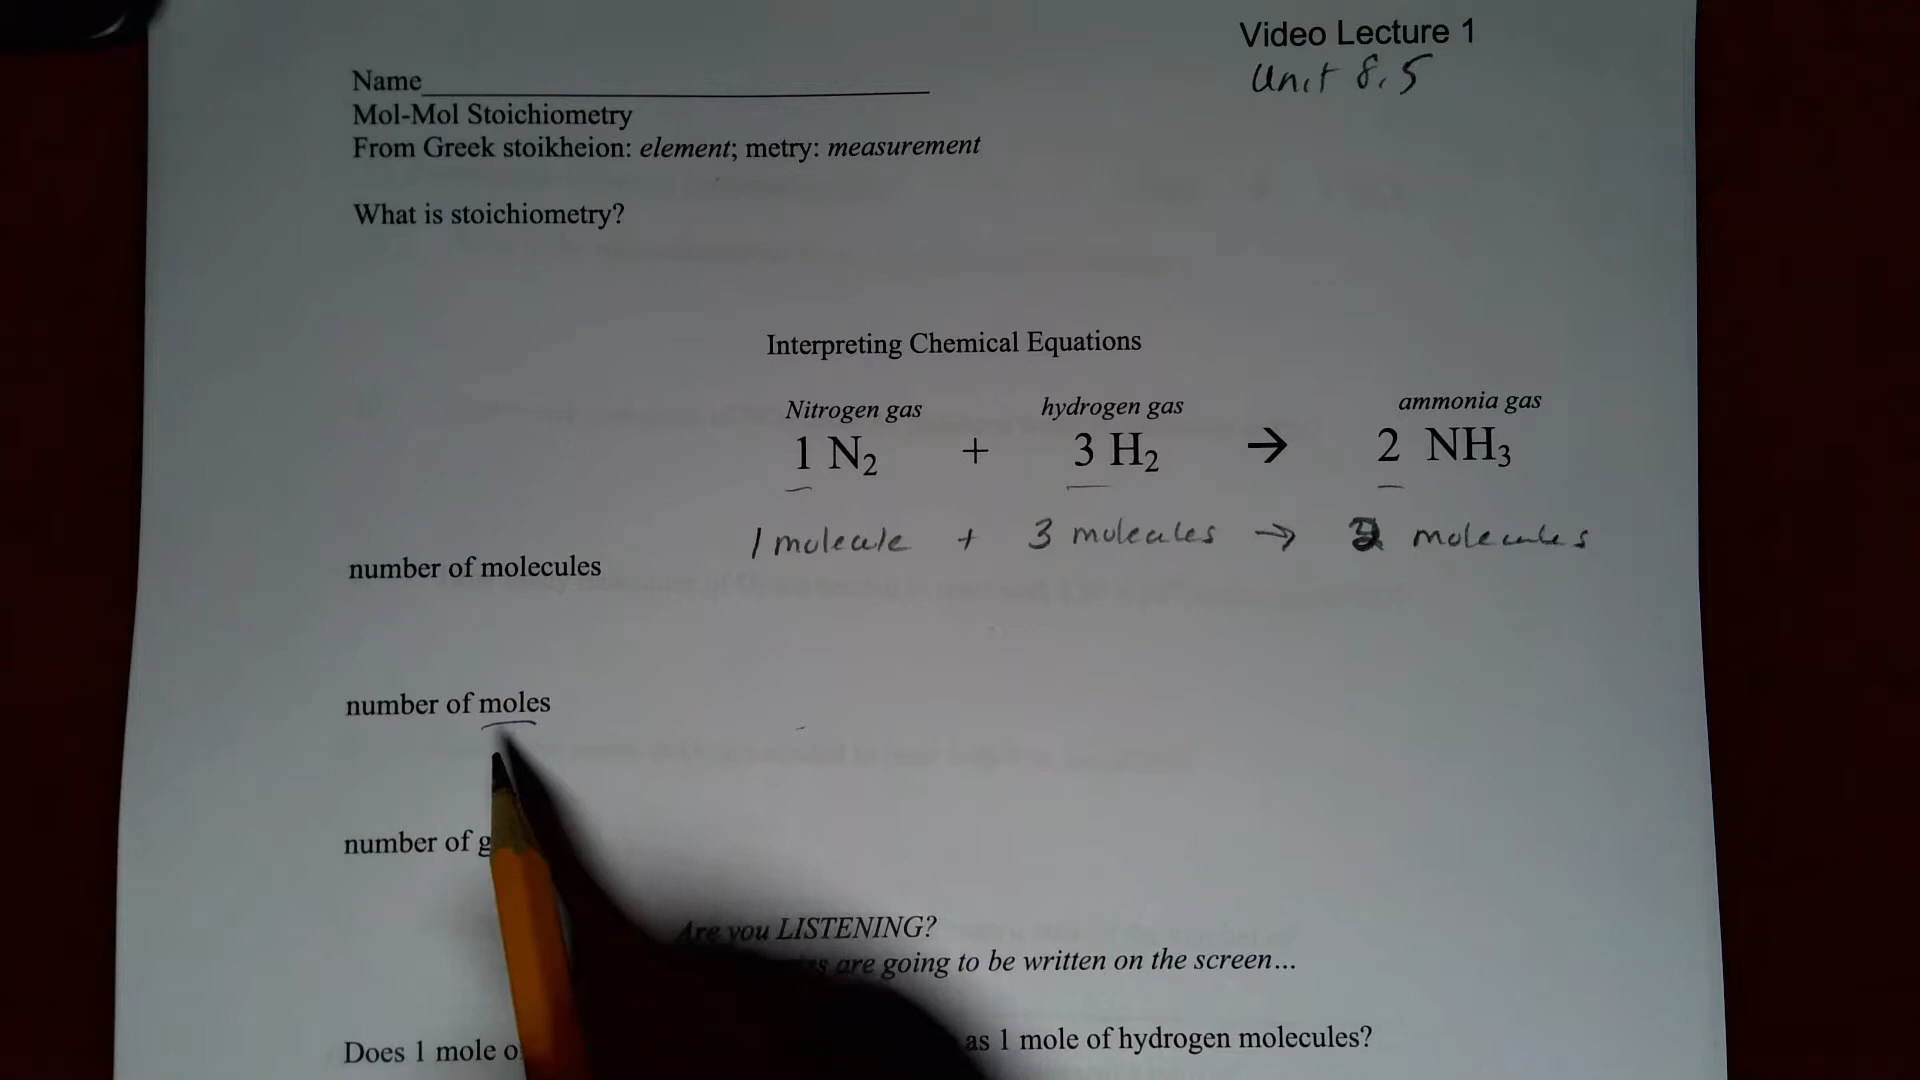 Video Lecture 1
Unit 8.5
Name
Mol-Mol Stoichiometry
From Greek stoikheion: element; metry: measurement
What is stoichiometry?
Interpreting Chemical Equations
Nitrogen gas hydrogen gas ammonia gas
1 N₂ + 3 H₂ → 2 NH₃
1 molecule + 3 molecules → 2 molecules
number of molecules
number of moles
number of g
Are you LISTENING?
are going to be written on the screen...
Does 1 mole o as 1 mole of hydrogen molecules?